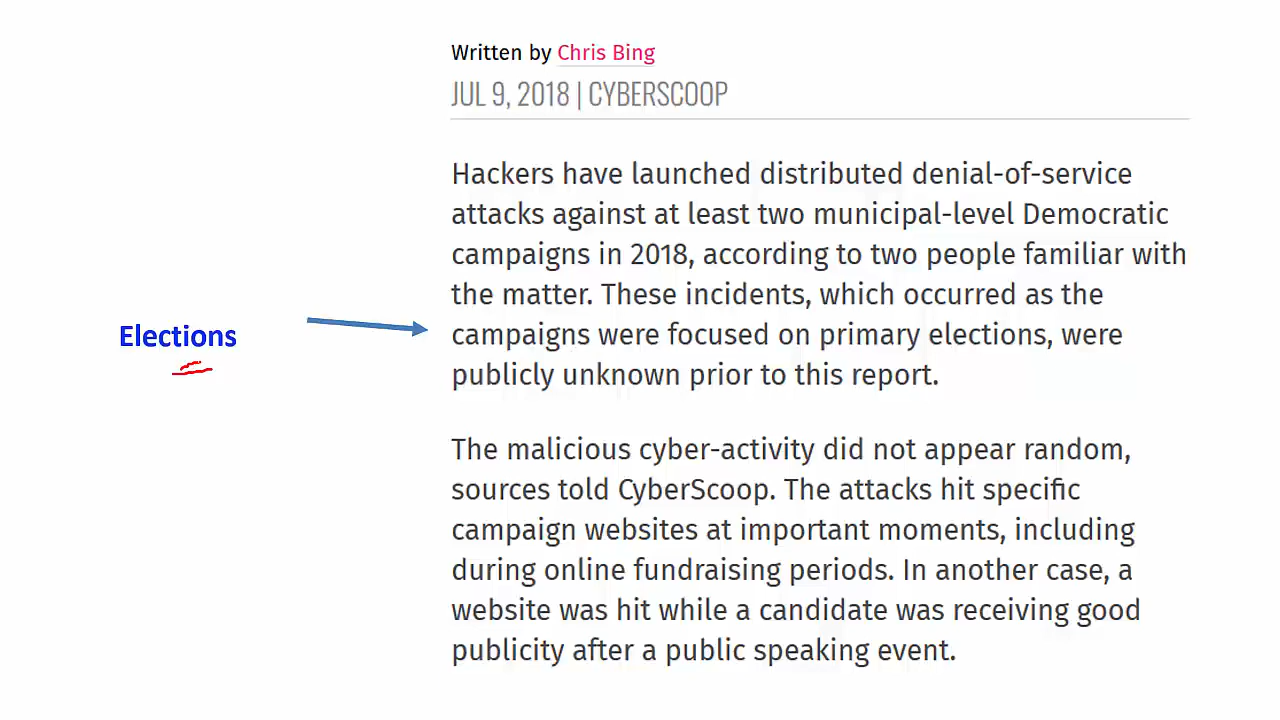 Written by Chris Bing
JUL 9, 2018 | CYBERSCOOP
Hackers have launched distributed denial-of-service
attacks against at least two municipal-level Democratic
campaigns in 2018, according to two people familiar with
the matter. These incidents, which occurred as the
campaigns were focused on primary elections, were
publicly unknown prior to this report.
Elections
The malicious cyber-activity did not appear random,
sources told CyberScoop. The attacks hit specific
campaign websites at important moments, including
during online fundraising periods. In another case, a
website was hit while a candidate was receiving good
publicity after a public speaking event.